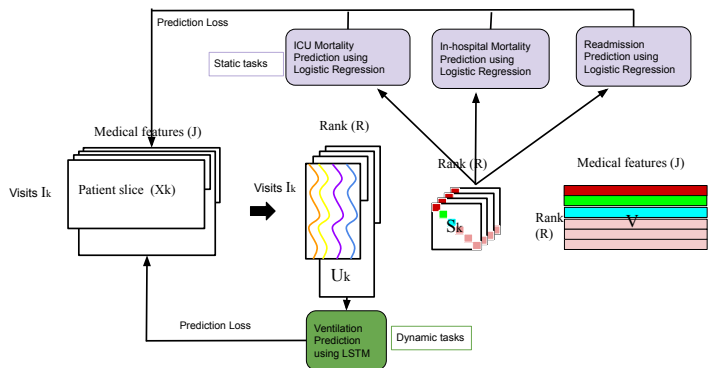 Prediction Loss
ICU Mortality
Prediction using
Logistic Regression
In-hospital Mortality
Prediction using
Logistic Regression
Readmission
Prediction using
Logistic Regression
Static tasks
Medical features (J)
Rank (R)
Rank (R)
Medical features (J)
Visits Ik
Patient slice (Xk)
Visits Ik
Sk
Rank
(R)
V
Uk
Prediction Loss
Ventilation
Prediction
using LSTM
Dynamic tasks